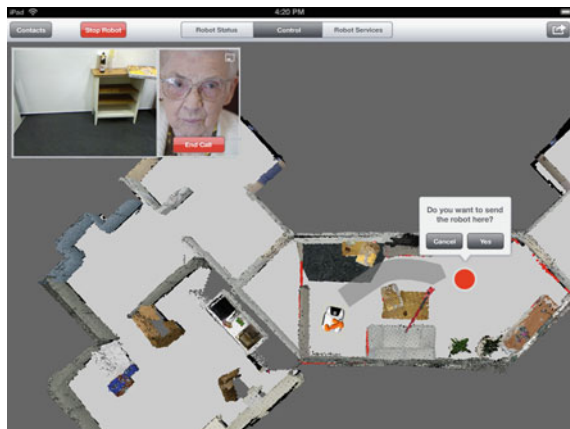 iPad
4:20 PM
Contacts
Stop Robot
Robot Status
Control
Robot Services
End Call
Do you want to send
the robot here?
Cancel
Yes